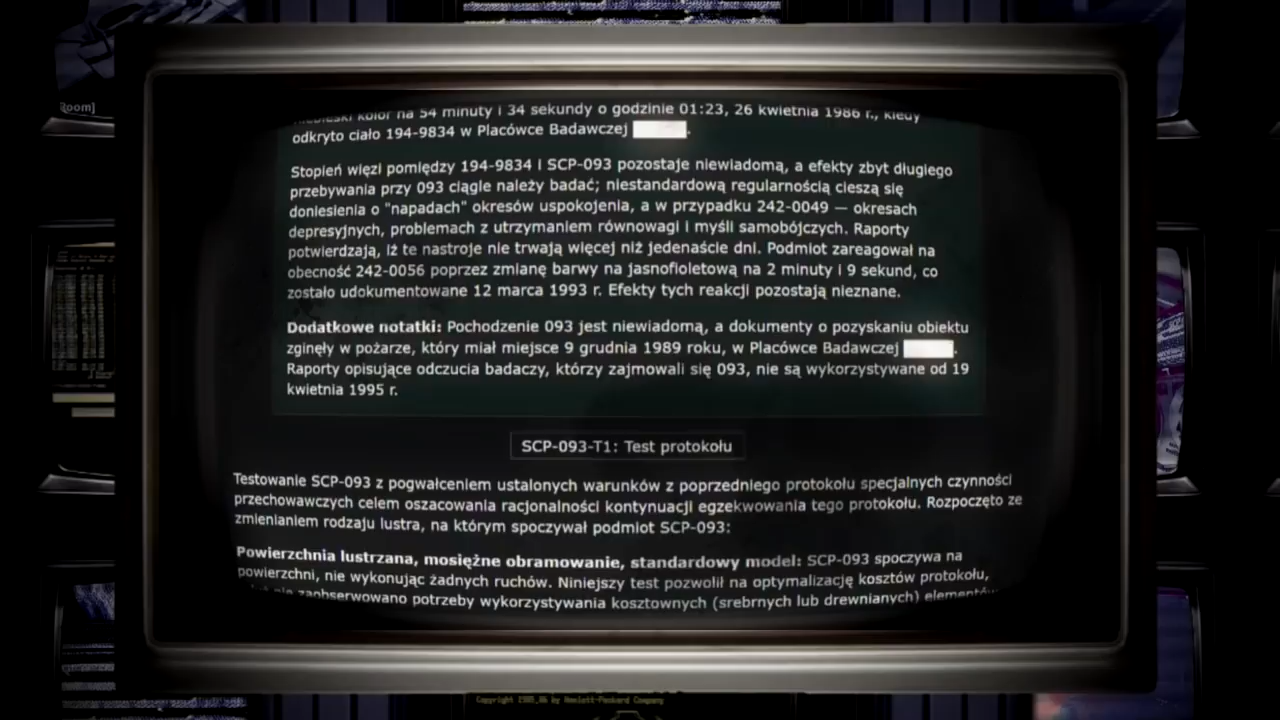 Room]
niebieski kolor na 54 minuty i 34 sekundy o godzinie 01:23, 26 kwietnia 1986 r., kiedy
odkryto ciało 194-9834 w Placówce Badawczej .
Stopień więzi pomiędzy 194-9834 i SCP-093 pozostaje niewiadomą, a efekty zbyt długiego
przebywania przy 093 ciągle należy badać; niestandardową regularnością cieszą się
doniesienia o "napadach" okresów uspokojenia, a w przypadku 242-0049 — okresach
depresyjnych, problemach z utrzymaniem równowagi i myśli samobójczych. Raporty
potwierdzają, iż te nastroje nie trwają więcej niż jedenaście dni. Podmiot zareagował na
obecność 242-0056 poprzez zmianę barwy na jasnofioletową na 2 minuty i 9 sekund, co
zostało udokumentowane 12 marca 1993 r. Efekty tych reakcji pozostają nieznane.
Dodatkowe notatki: Pochodzenie 093 jest niewiadomą, a dokumenty o pozyskaniu obiektu
zginęły w pożarze, który miał miejsce 9 grudnia 1989 roku, w Placówce Badawczej .
Raporty opisujące odczucia badaczy, którzy zajmowali się 093, nie są wykorzystywane od 19
kwietnia 1995 r.
SCP-093-T1: Test protokołu
Testowanie SCP-093 z pogwałceniem ustalonych warunków z poprzedniego protokołu specjalnych czynności
przechowawczych celem oszacowania racjonalności kontynuacji egzekwowania tego protokołu. Rozpoczęto ze
zmienianiem rodzaju lustra, na którym spoczywał podmiot SCP-093:
Powierzchnia lustrzana, mosiężne obramowanie, standardowy model: SCP-093 spoczywa na
powierzchni, nie wykonując żadnych ruchów. Niniejszy test pozwolił na optymalizację kosztów protokołu,
nie zaobserwowano potrzeby wykorzystywania kosztownych (srebrnych lub drewnianych) elementów
Copyright 1985,86 by Hewlett-Packard Company